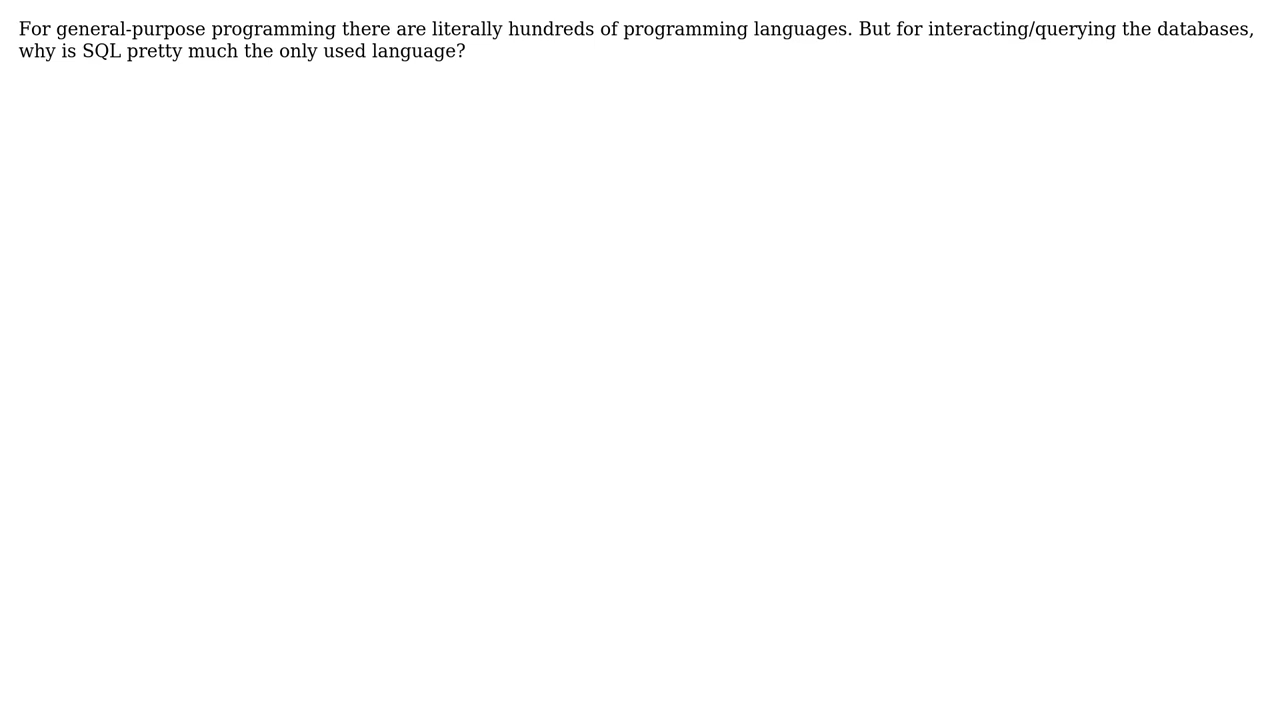 For general-purpose programming there are literally hundreds of programming languages. But for interacting/querying the databases,
why is SQL pretty much the only used language?